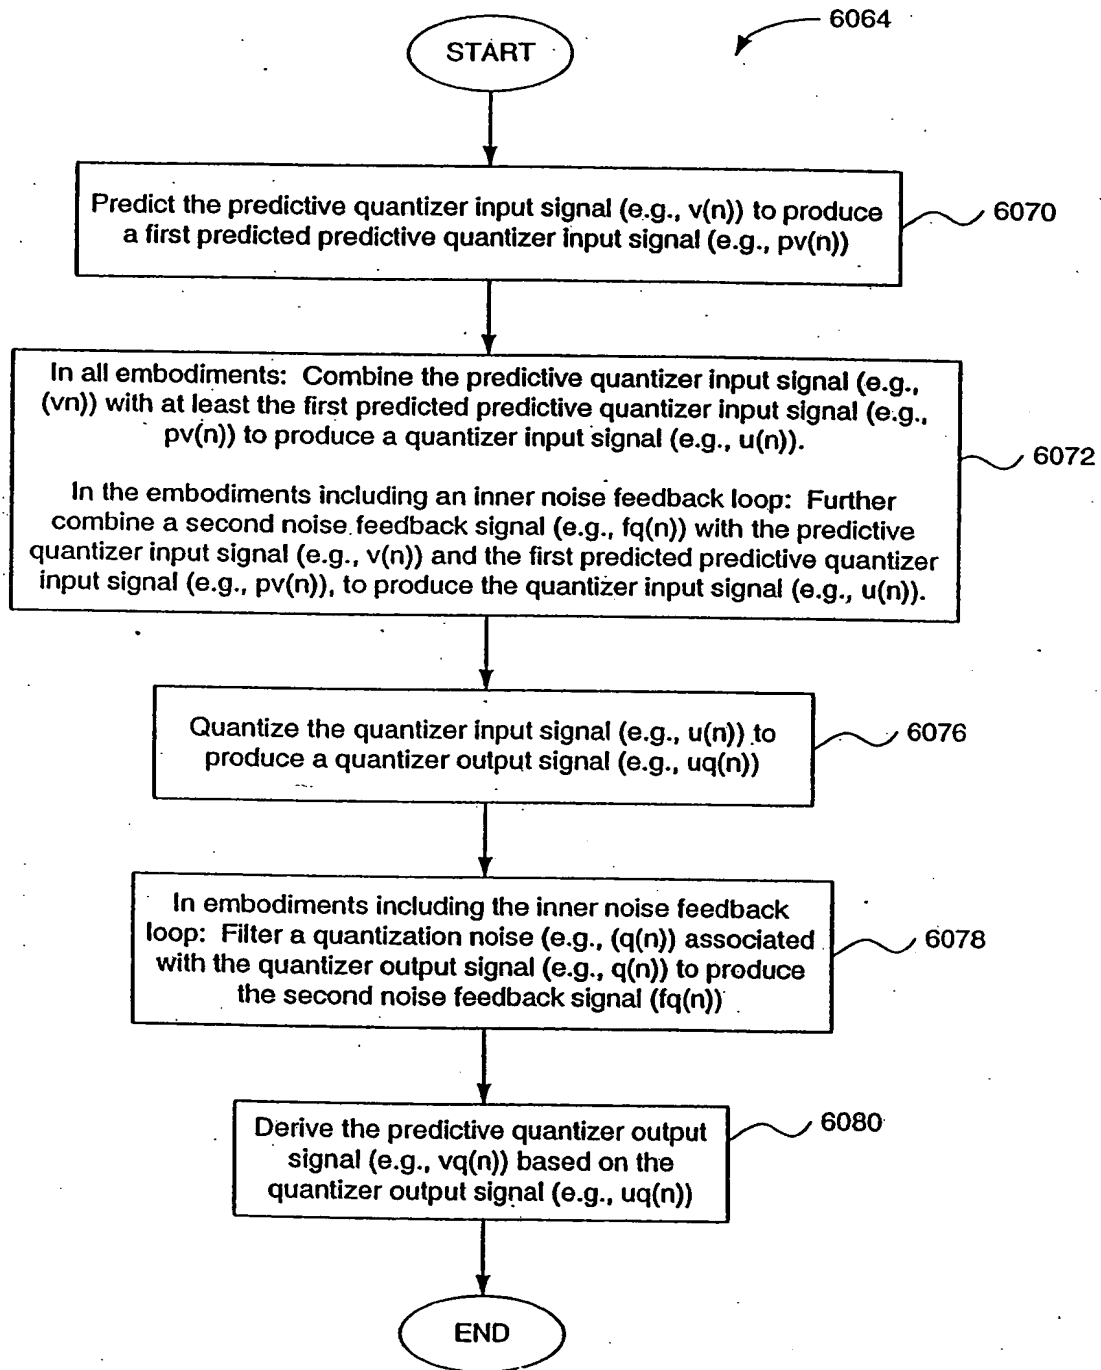 6064
START
Predict the predictive quantizer input signal (e.g., v(n)) to produce
a first predicted predictive quantizer input signal (e.g., pv(n))
6070
In all embodiments: Combine the predictive quantizer input signal (e.g.,
(vn)) with at least the first predicted predictive quantizer input signal (e.g.,
pv(n)) to produce a quantizer input signal (e.g., u(n)).
In the embodiments including an inner noise feedback loop: Further
combine a second noise feedback signal (e.g., fq(n)) with the predictive
quantizer input signal (e.g., v(n)) and the first predicted predictive quantizer
input signal (e.g., pv(n)), to produce the quantizer input signal (e.g., u(n)).
6072
Quantize the quantizer input signal (e.g., u(n)) to
produce a quantizer output signal (e.g., uq(n))
6076
In embodiments including the inner noise feedback
loop: Filter a quantization noise (e.g., (q(n)) associated
with the quantizer output signal (e.g., q(n)) to produce
the second noise feedback signal (fq(n))
6078
Derive the predictive quantizer output
signal (e.g., vq(n)) based on the
quantizer output signal (e.g., uq(n))
6080
END